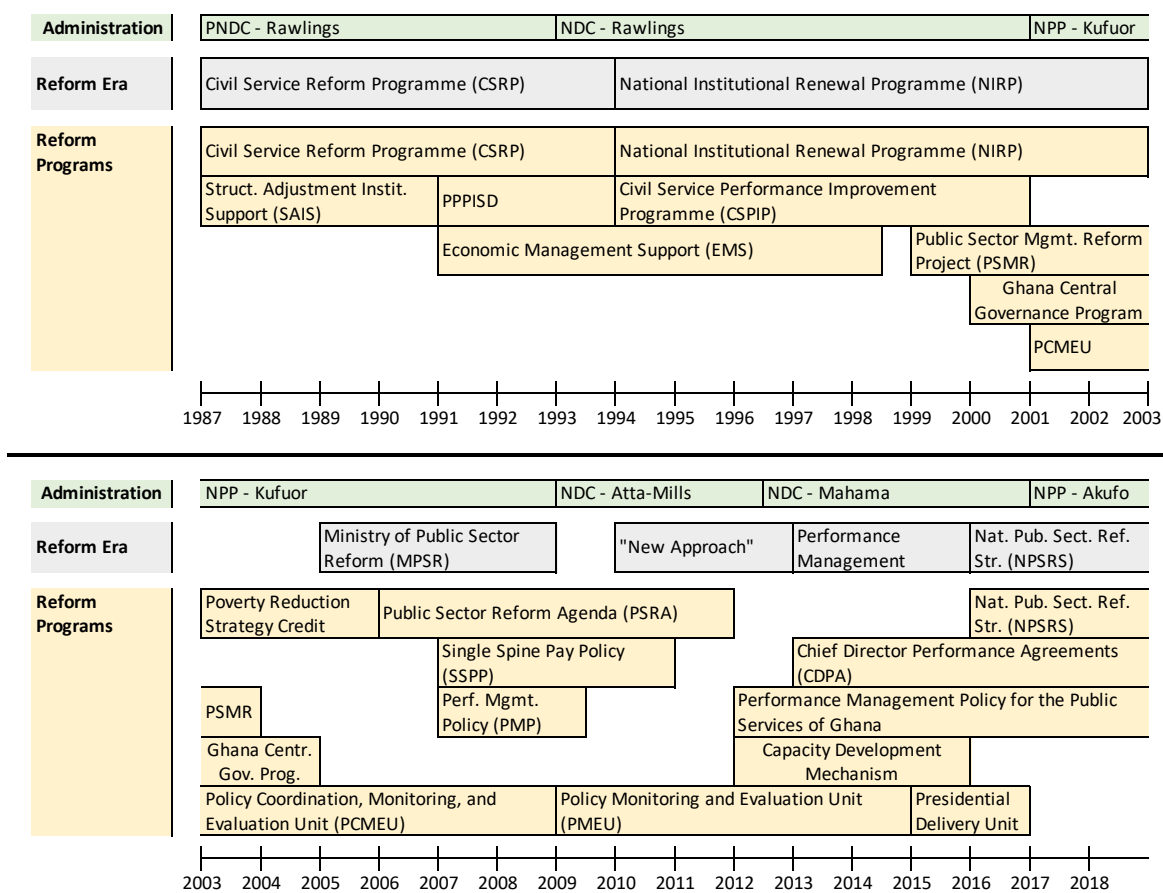 Administration PNDC - Rawlings NDC - Rawlings NPP - Kufuor
Reform Era Civil Service Reform Programme (CSRP) National Institutional Renewal Programme (NIRP)
Reform
Programs
Civil Service Reform Programme (CSRP) National Institutional Renewal Programme (NIRP)
Struct. Adjustment Instit.
Support (SAIS)
PPPISD
Civil Service Performance Improvement
Programme (CSPIP)
Economic Management Support (EMS)
Public Sector Mgmt. Reform
Project (PSMR)
Ghana Central
Governance Program
PCMEU
1987 1988 1989 1990 1991 1992 1993 1994 1995 1996 1997 1998 1999 2000 2001 2002 2003
Administration NPP - Kufuor NDC - Atta-Mills NDC - Mahama NPP - Akufo
Reform Era
Ministry of Public Sector
Reform (MPSR)
"New Approach"
Performance
Management
Nat. Pub. Sect. Ref.
Str. (NPSRS)
Reform
Programs
Poverty Reduction
Strategy Credit
Public Sector Reform Agenda (PSRA)
Nat. Pub. Sect. Ref.
Str. (NPSRS)
Single Spine Pay Policy
(SSPP)
Chief Director Performance Agreements
(CDPA)
PSMR
Perf. Mgmt.
Policy (PMP)
Performance Management Policy for the Public
Services of Ghana
Ghana Centr.
Gov. Prog.
Capacity Development
Mechanism
Policy Coordination, Monitoring, and
Evaluation Unit (PCMEU)
Policy Monitoring and Evaluation Unit
(PMEU)
Presidential
Delivery Unit
2003 2004 2005 2006 2007 2008 2009 2010 2011 2012 2013 2014 2015 2016 2017 2018